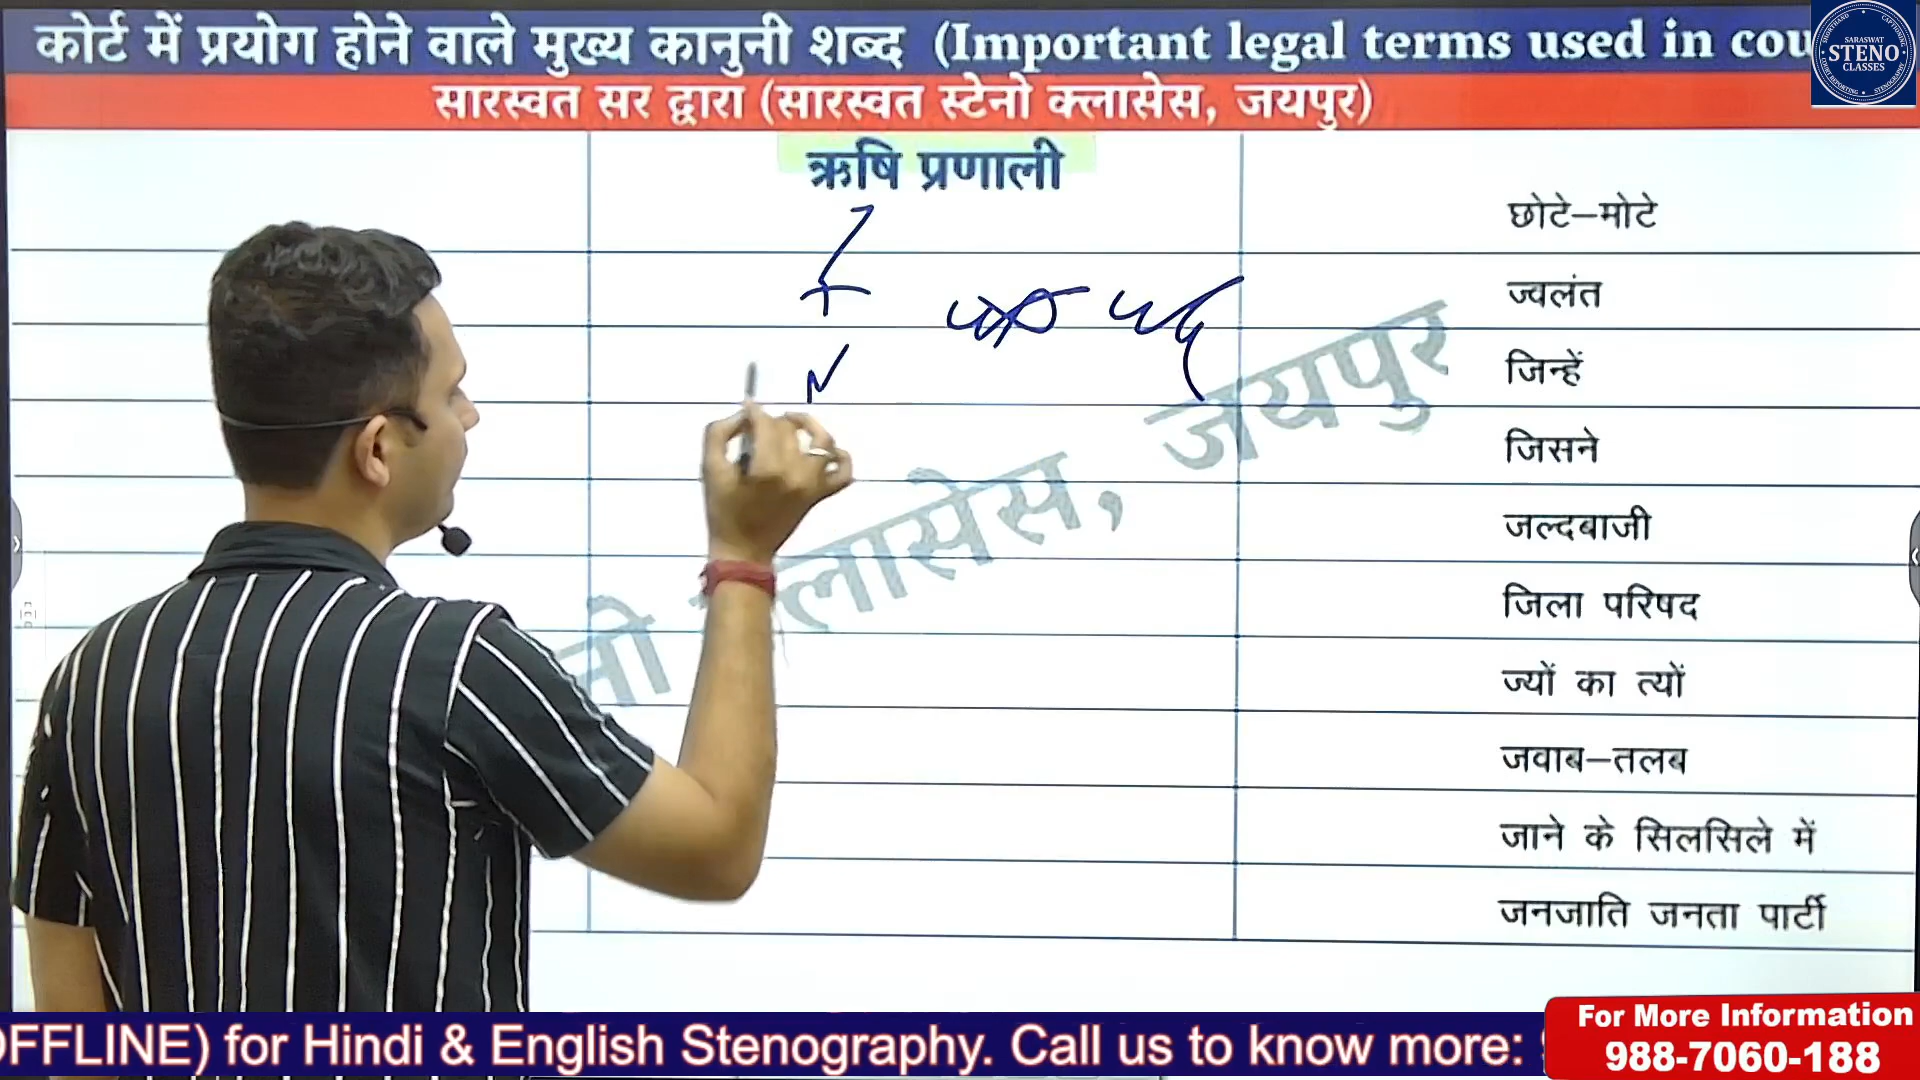 कोर्ट में प्रयोग होने वाले मुख्य कानुनी शब्द (Important legal terms used in cou
SARASWAT
STENO
CLASSES
सारस्वत सर द्वारा (सारस्वत स्टेनो क्लासेस, जयपुर)
ऋषि प्रणाली
छोटे–मोटे
ज्वलंत
जिन्हें
जिसने
जल्दबाजी
जिला परिषद
ज्यों का त्यों
जवाब–तलब
जाने के सिलसिले में
जनजाति जनता पार्टी
नो क्लासेस, जयपुर
OFFLINE) for Hindi & English Stenography. Call us to know more:
For More Information
988-7060-188